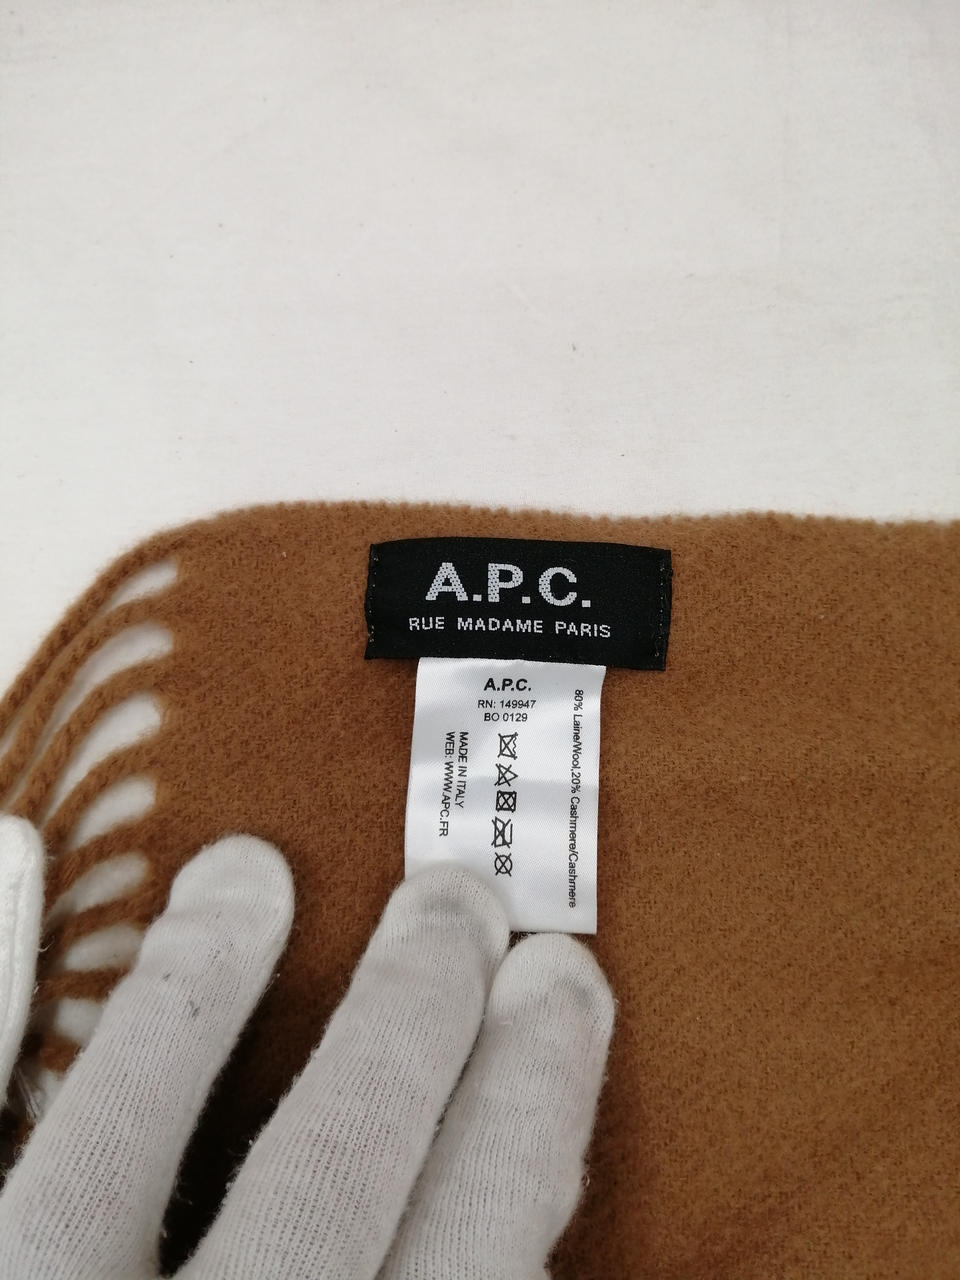 A.P.C.
RUE MADAME PARIS
A.P.C.
RN: 149947
BO 0129
80% Laine/Wool,20% Cashmere/Cashmere
MADE IN ITALY
WEB: WWW.APC.FR